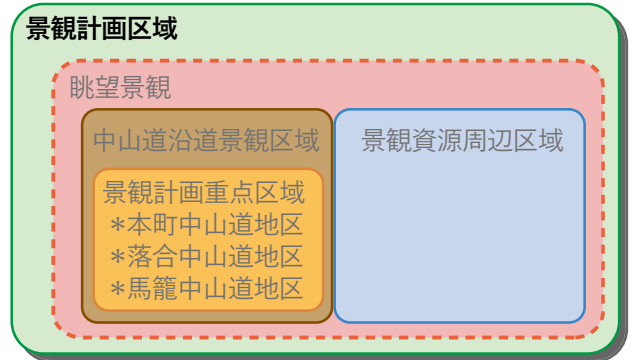 景観計画区域
眺望景観
中山道沿道景観区域
景観計画重点区域
*本町中山道地区
*落合中山道地区
*馬籠中山道地区
景観資源周辺区域